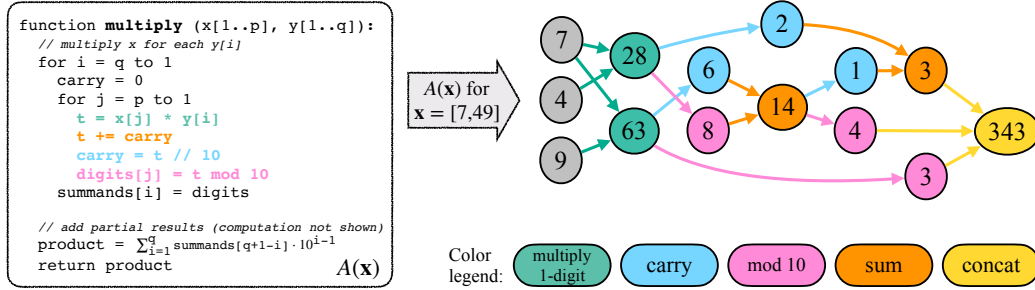 function multiply (x[1..p], y[1..q]):
// multiply x for each y[i]
for i = q to 1
carry = 0
for j = p to 1
t = x[j] * y[i]
t += carry
carry = t // 10
digits[j] = t mod 10
summands[i] = digits
// add partial results (computation not shown)
product = ∑_{i=1}^{q} summands[q+1-i]·10^{i-1}
return product
A(x)
A(x) for
x = [7,49]
7
4
9
28
63
2
6
8
14
1
4
3
3
343
Color
legend:
multiply
1-digit
carry
mod 10
sum
concat